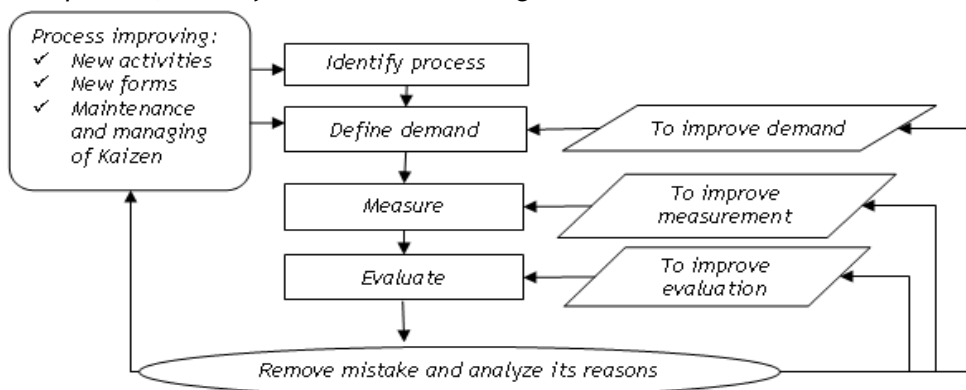 Process improving:
✓ New activities
✓ New forms
✓ Maintenance
and managing
of Kaizen
Identify process
Define demand
To improve demand
Measure
To improve
measurement
Evaluate
To improve
evaluation
Remove mistake and analyze its reasons